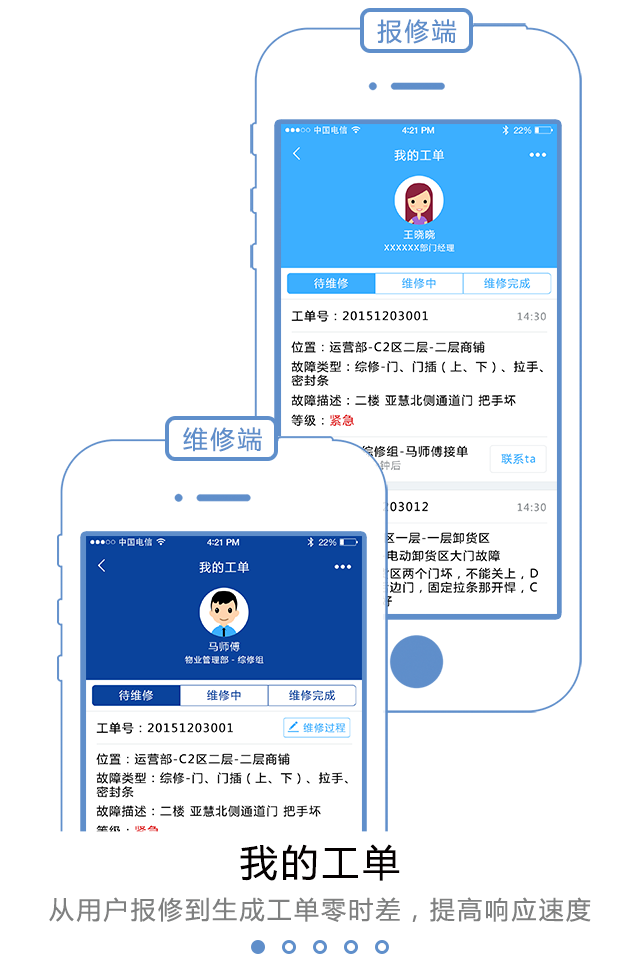 报修端
中国电信 4:21 PM 22%
我的工单
王晓晓
XXXXXX部门经理
待维修 维修中 维修完成
工单号：20151203001 14:30
位置：运营部-C2区二层-二层商铺
故障类型：综修-门、门插（上、下）、拉手、
密封条
故障描述：二楼 亚慧北侧通道门 把手坏
等级：紧急
综修组-马师傅接单
钟后
联系ta
203012 14:30
区一层-一层卸货区
电动卸货区大门故障
区两个门坏，不能关上，D
边门，固定拉条那开悍，C
维修端
中国电信 4:21 PM 22%
我的工单
马师傅
物业管理部 - 综修组
待维修 维修中 维修完成
工单号：20151203001 维修过程
位置：运营部-C2区二层-二层商铺
故障类型：综修-门、门插（上、下）、拉手、
密封条
故障描述：二楼 亚慧北侧通道门 把手坏
等级：紧急
我的工单
从用户报修到生成工单零时差，提高响应速度